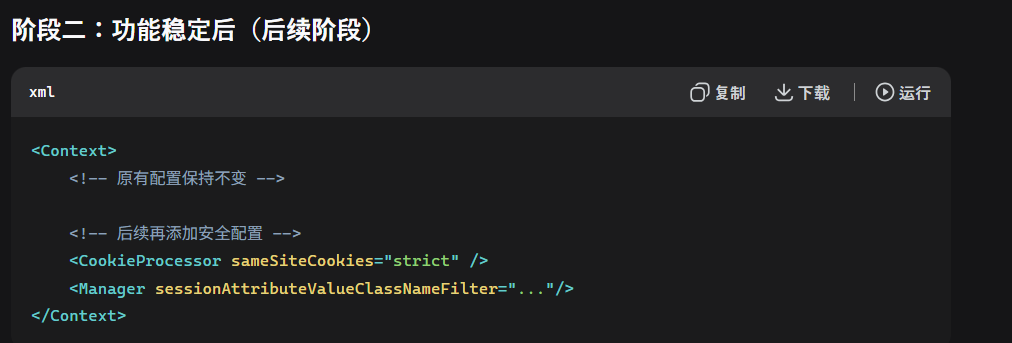 阶段二：功能稳定后（后续阶段）
xml 复制 下载 运行
<Context>
    <!-- 原有配置保持不变 -->
    <!-- 后续再添加安全配置 -->
    <CookieProcessor sameSiteCookies="strict" />
    <Manager sessionAttributeValueClassNameFilter="..."/>
</Context>